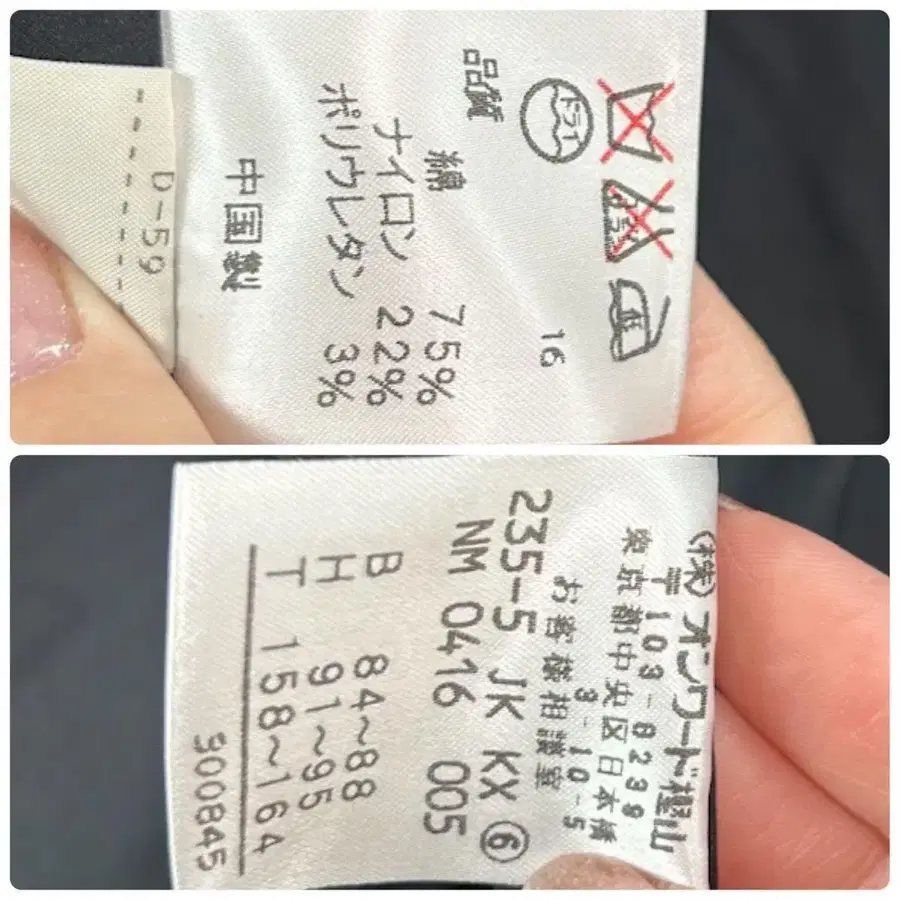 ドライ
中
16
品質
綿 75%
ナイロン 22%
ポリウレタン 3%
中国製
D-59
(株)オンワード樫山
〒103-8238
東京都中央区日本橋
3-10-5
お客様相談室
235-5 JK KX ⑥
NM 0416 005
B 84~88
H 91~95
T 158~164
900845